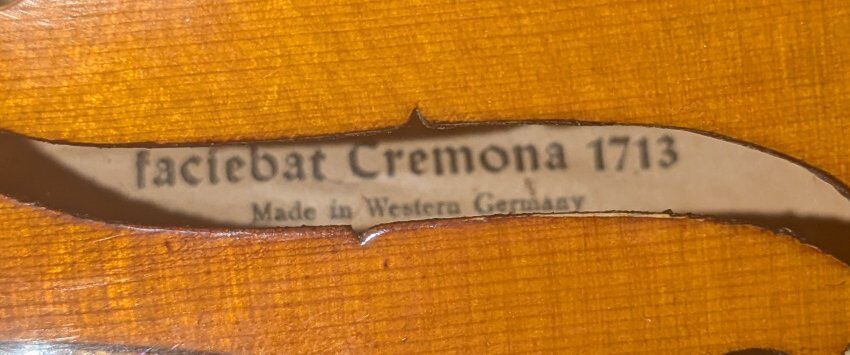 faciebat Cremona 1713
Made in Western Germany